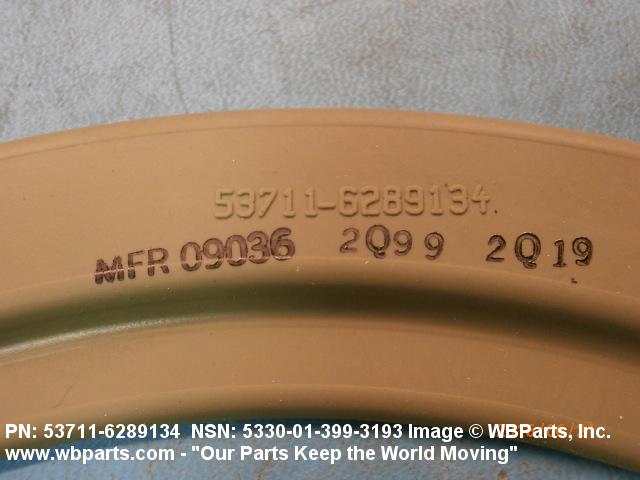 53711-6289134
MFR 09036 2Q99 2Q19
PN: 53711-6289134 NSN: 5330-01-399-3193 Image © WBParts, Inc.
www.wbparts.com - "Our Parts Keep the World Moving"